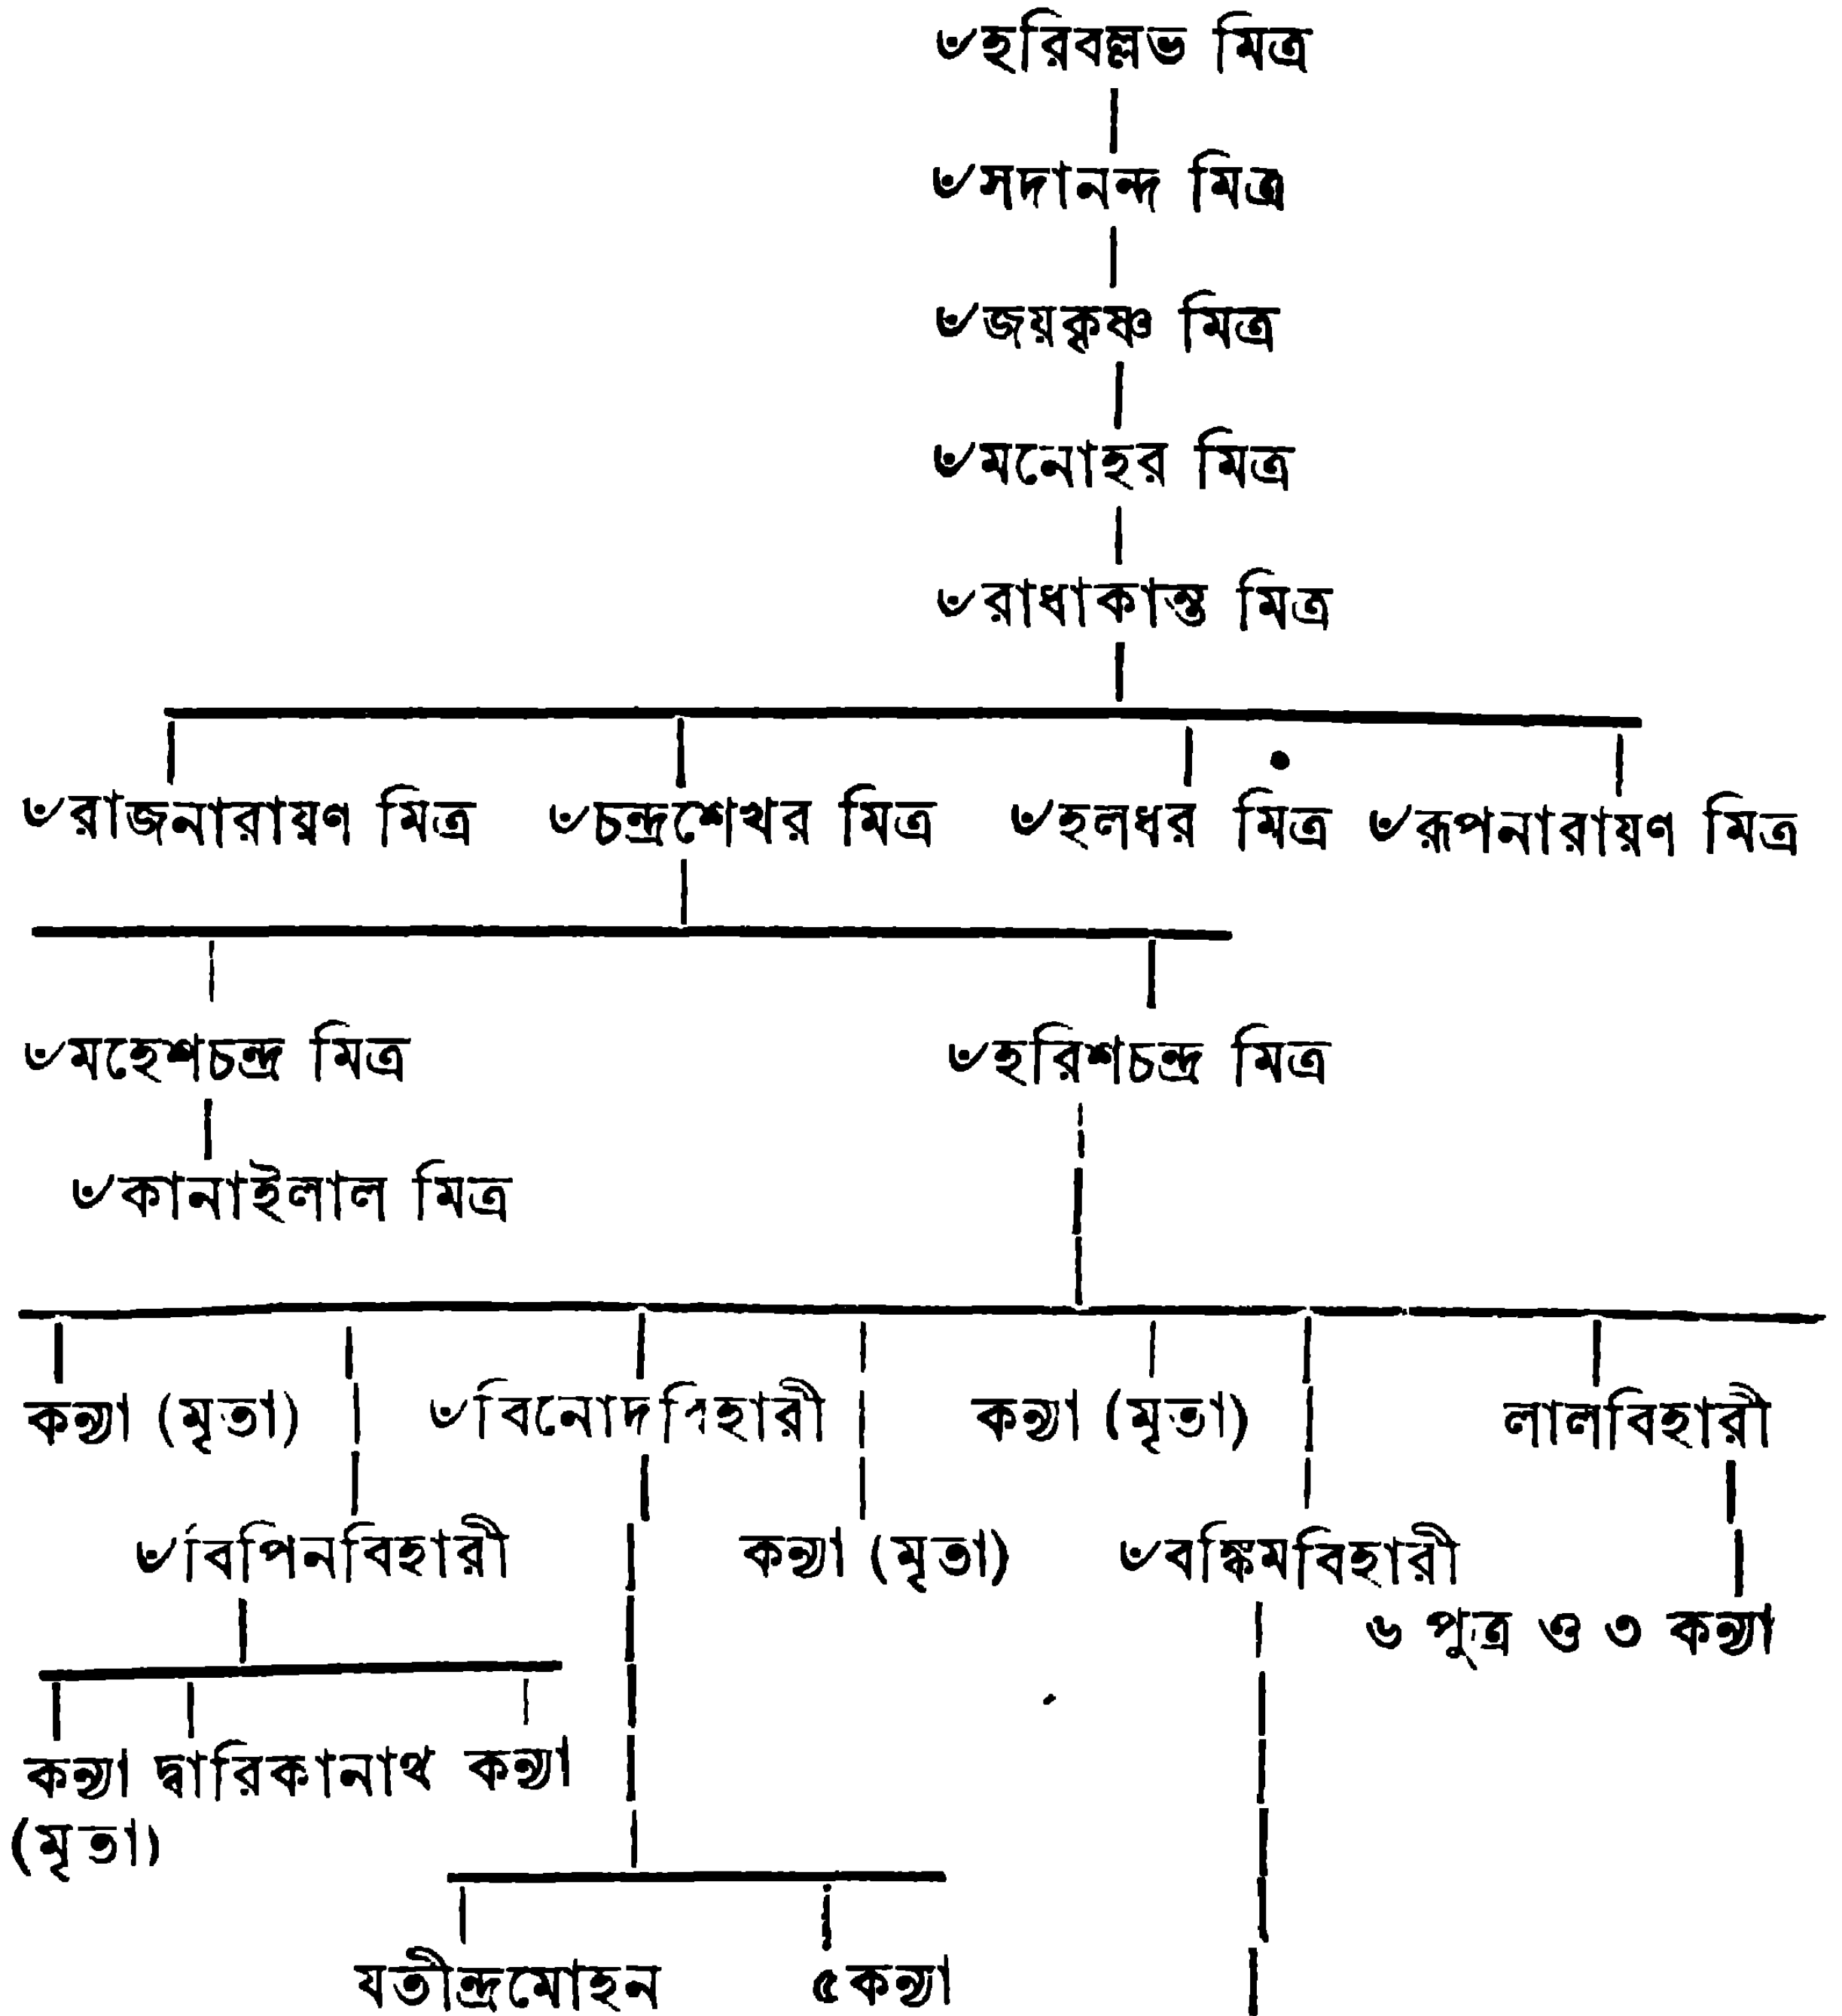 ৺হরিবল্লভ মিত্র
৺সদানন্দ মিত্র
৺জয়কৃষ্ণ মিত্র
৺মনোহর মিত্র
৺রাধাকান্ত মিত্র
৺রাজনারায়ণ মিত্র ৺চন্দ্রশেখর মিত্র ৺হলধর মিত্র ৺রূপনারায়ণ মিত্র
৺মহেশচন্দ্র মিত্র ৺হরিশচন্দ্র মিত্র
৺কানাইলাল মিত্র
কন্যা (মৃতা) ৺বিনোদবিহারী কন্যা (মৃতা) লালবিহারী
৺বিপিনবিহারী কন্যা (মৃতা) ৺বঙ্কিমবিহারী
৬ পুত্র ও ৩ কন্যা
কন্যা দ্বারিকানাথ কন্যা
(মৃতা)
যতীন্দ্রমোহন ৫কন্যা